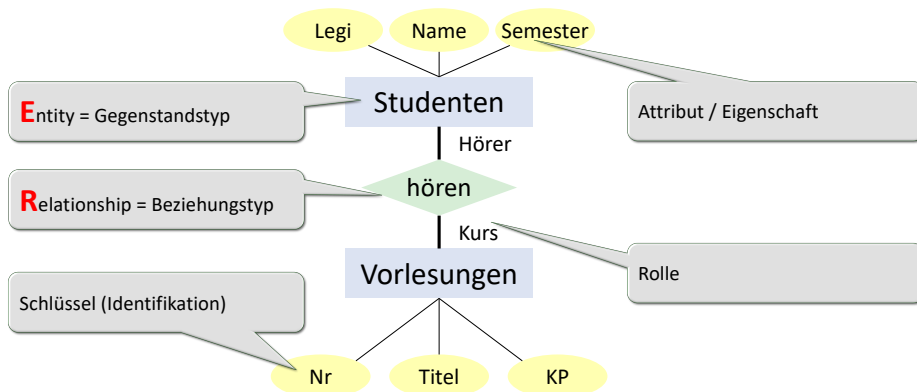 Legi
Name
Semester
Entity = Gegenstandstyp
Studenten
Attribut / Eigenschaft
Hörer
Relationship = Beziehungstyp
hören
Kurs
Rolle
Vorlesungen
Schlüssel (Identifikation)
Nr
Titel
KP